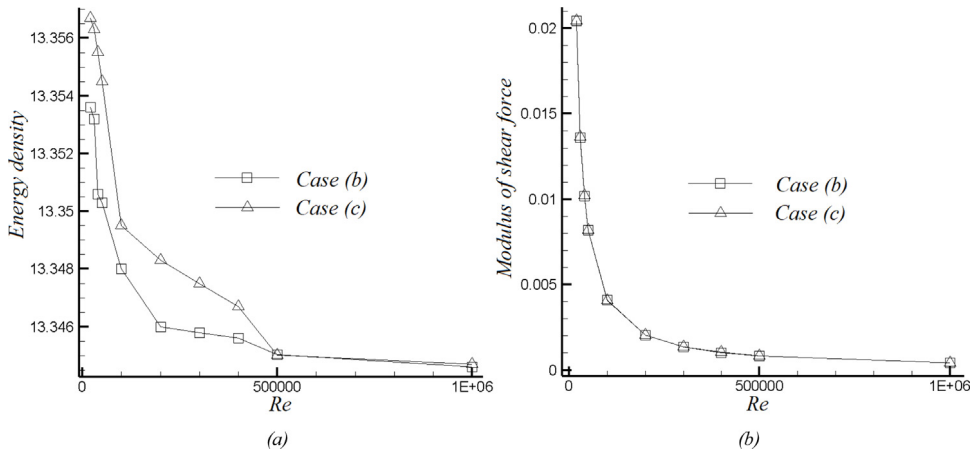 13.356
13.354
13.352
13.35
13.348
13.346
Energy density
Case (b)
Case (c)
0
500000
1E+06
Re
(a)
0.02
0.015
0.01
0.005
0
Modulus of shear force
Case (b)
Case (c)
0
500000
1E+06
Re
(b)